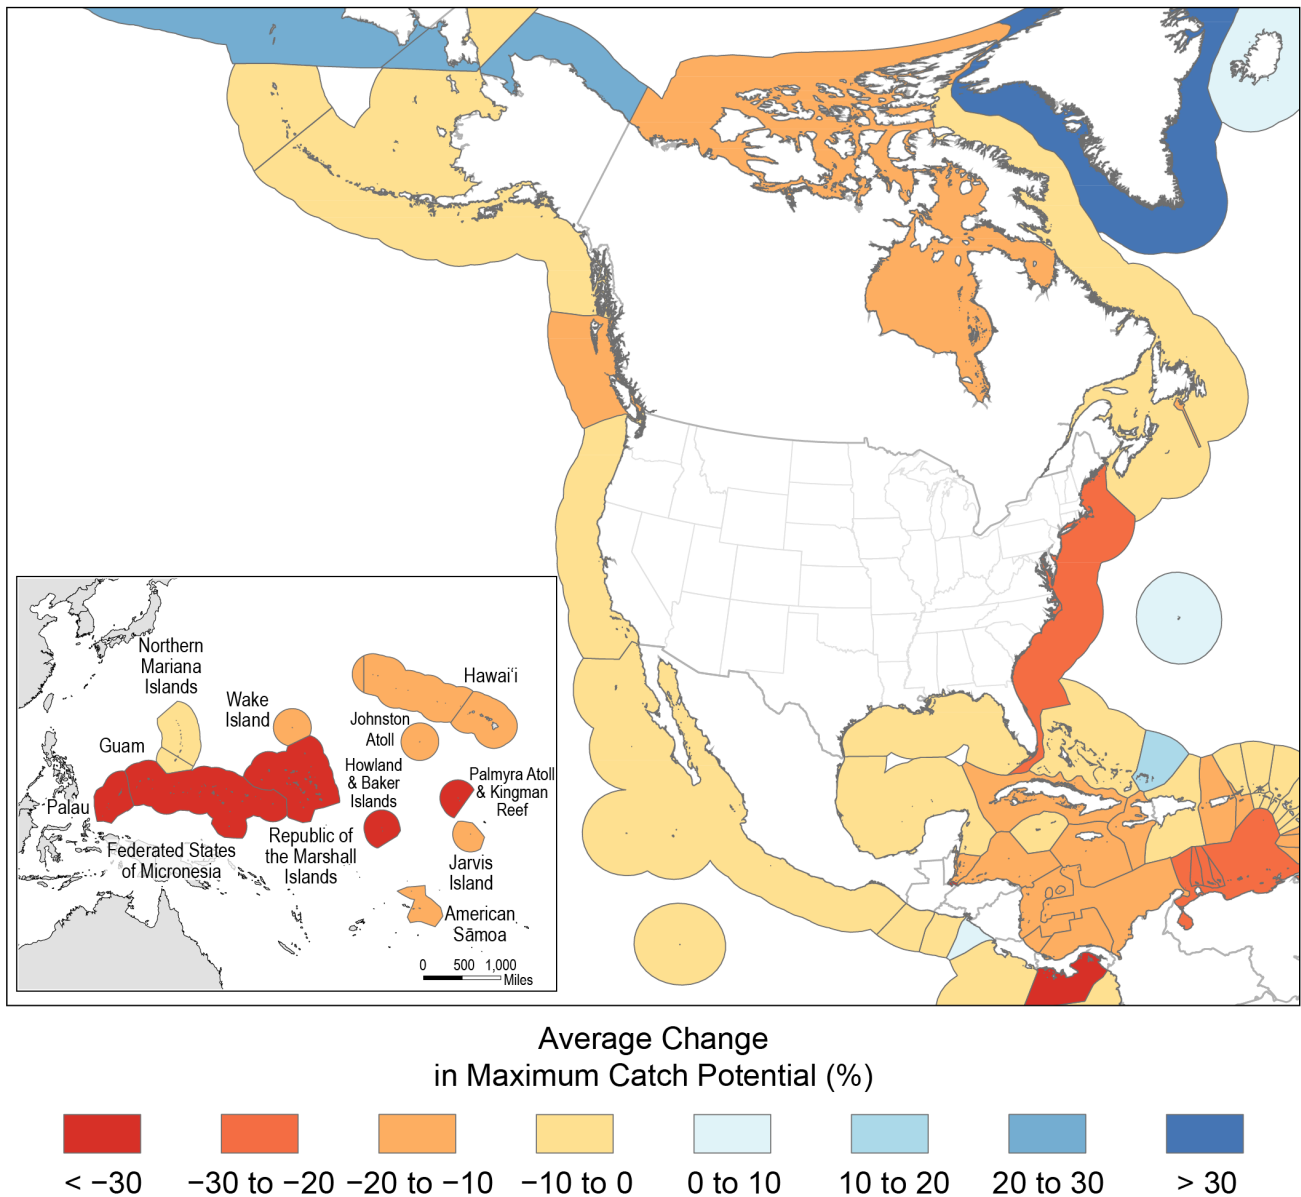 Northern
Mariana
Islands
Hawai‘i
Wake
Island
Johnston
Atoll
Guam
Howland
& Baker
Islands
Palmyra Atoll
& Kingman
Reef
Palau
Republic of
the Marshall
Islands
Federated States
of Micronesia
Jarvis
Island
American
Sāmoa
0 500 1,000
Miles
Average Change
in Maximum Catch Potential (%)
< −30 −30 to −20 −20 to −10 −10 to 0 0 to 10 10 to 20 20 to 30 > 30